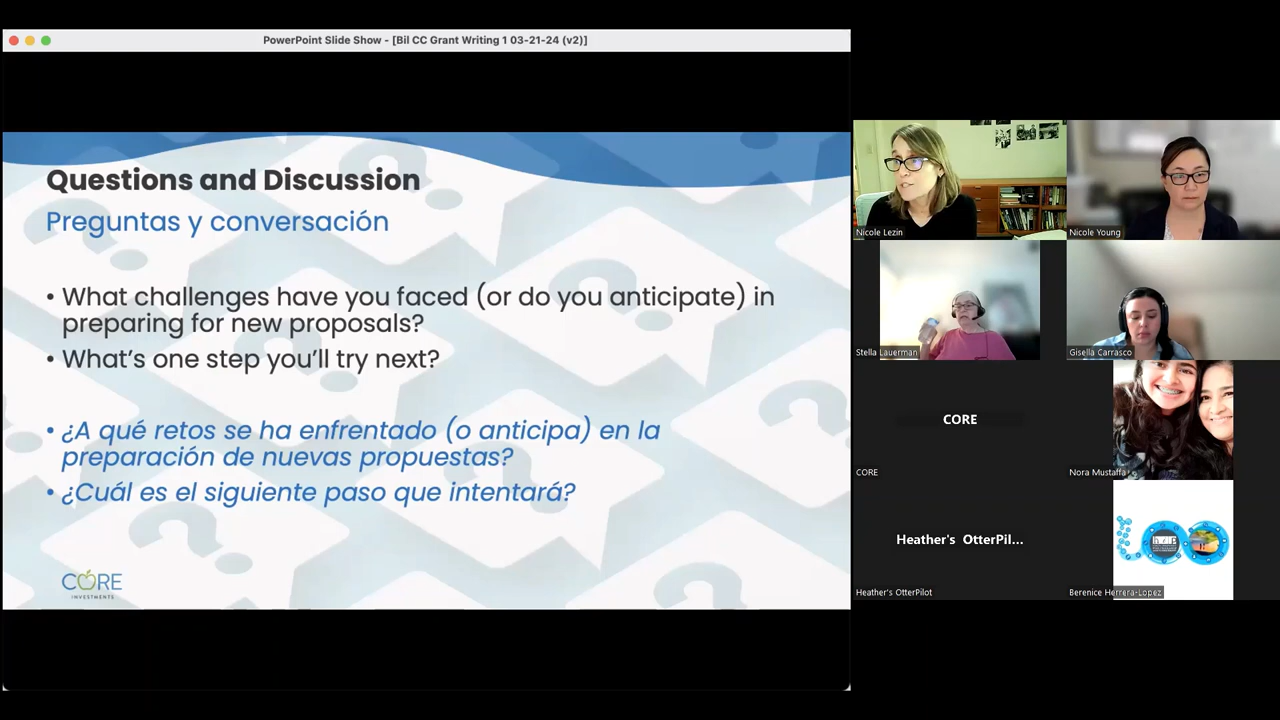 PowerPoint Slide Show - [Bil CC Grant Writing 1 03-21-24 (v2)]
Questions and Discussion
Preguntas y conversación
• What challenges have you faced (or do you anticipate) in
preparing for new proposals?
• What's one step you'll try next?
• ¿A qué retos se ha enfrentado (o anticipa) en la
preparación de nuevas propuestas?
• ¿Cuál es el siguiente paso que intentará?
CORE
INVESTMENTS
Nicole Lezin
Nicole Young
Stella Lauerman
Gisella Carrasco
CORE
CORE
Nora Mustaffa
Heather's OtterPil...
Heather's OtterPilot
Berenice Herrera-Lopez